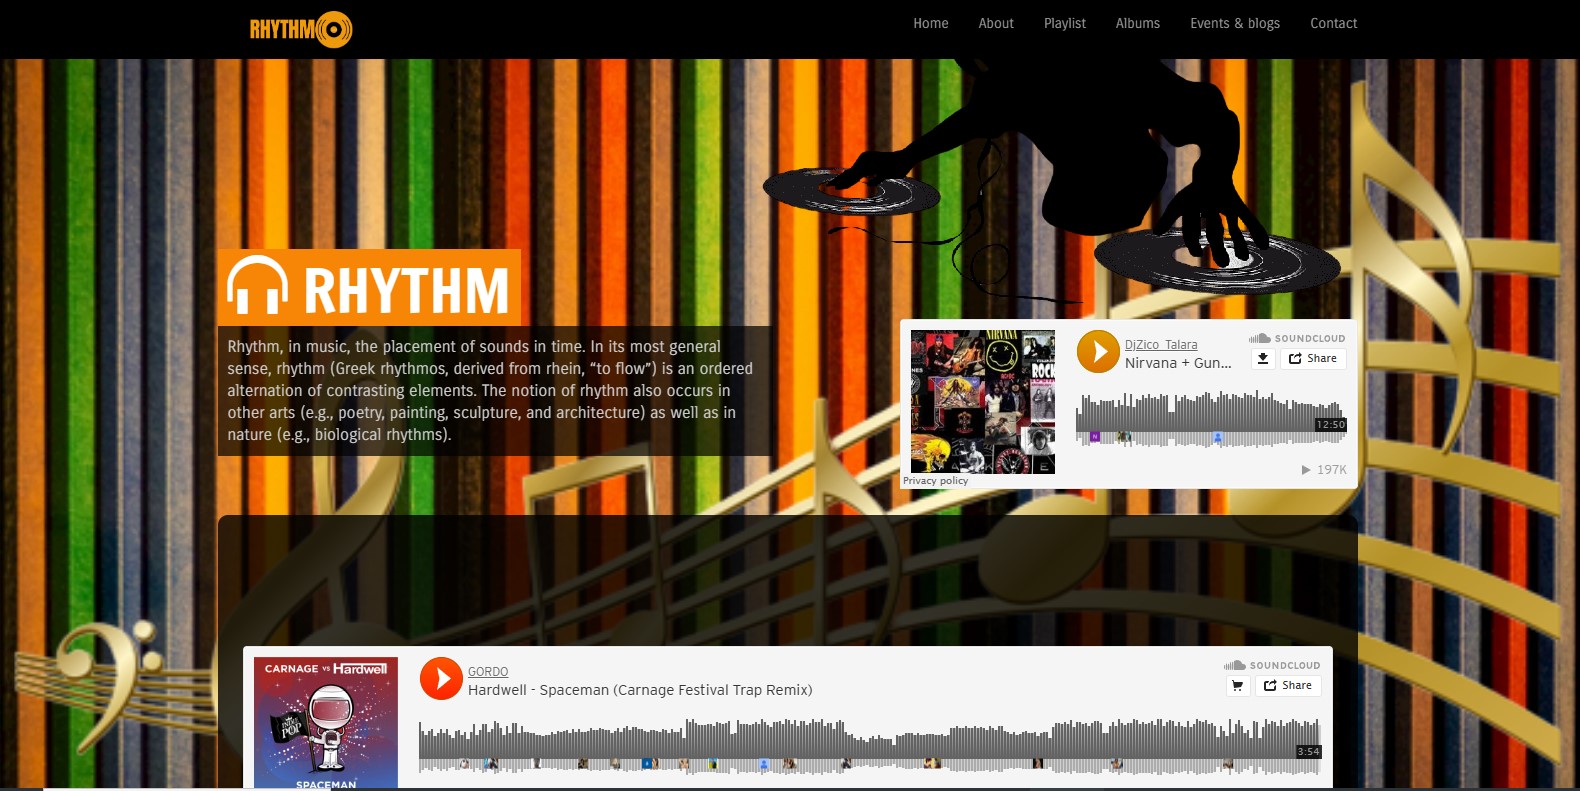 RHYTHM
Home About Playlist Albums Events & blogs Contact
RHYTHM
Rhythm, in music, the placement of sounds in time. In its most general
sense, rhythm (Greek rhythmos, derived from rhein, “to flow”) is an ordered
alternation of contrasting elements. The notion of rhythm also occurs in
other arts (e.g., poetry, painting, sculpture, and architecture) as well as in
nature (e.g., biological rhythms).
NIRVANA
ROCK
DjZico_Talara
Nirvana + Gun...
SOUNDCLOUD
Share
12:50
197K
Privacy policy
CARNAGE VS Hardwell
POP
SPACEMAN
GORDO
Hardwell - Spaceman (Carnage Festival Trap Remix)
SOUNDCLOUD
Share
3:54